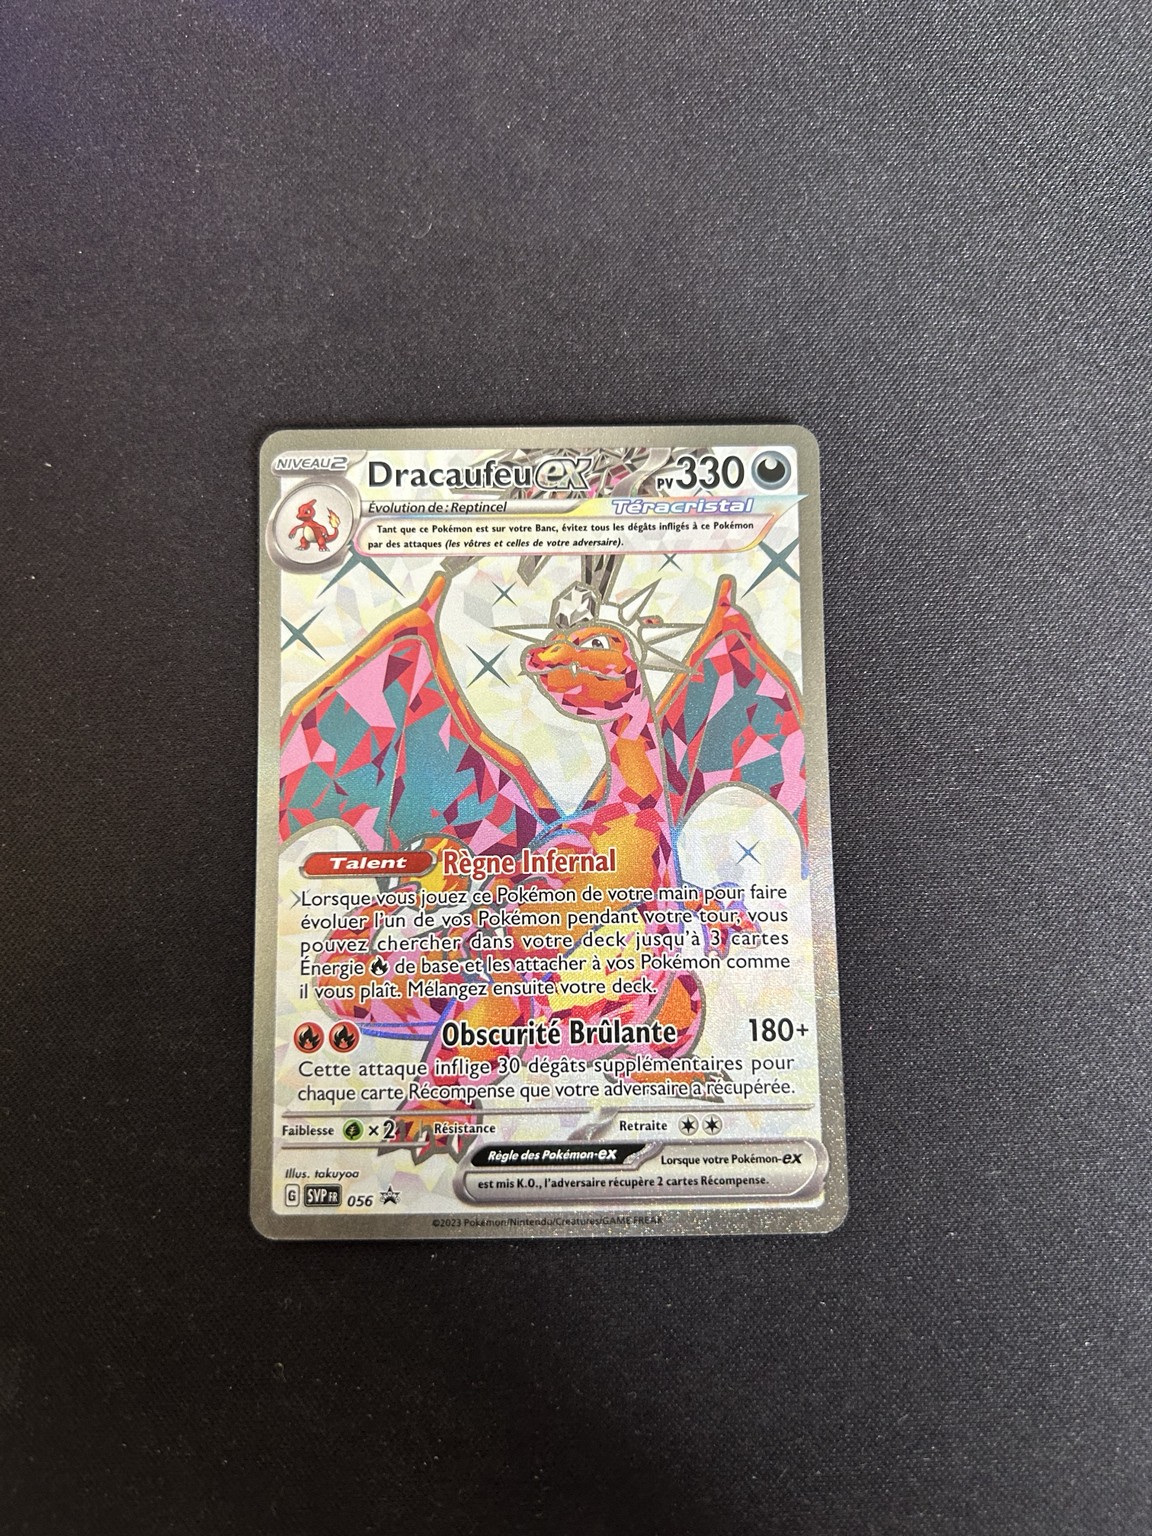 NIVEAU2 Dracaufeu ex PV 330
Évolution de : Reptincel Téracristal
Tant que ce Pokémon est sur votre Banc, évitez tous les dégâts infligés à ce Pokémon
par des attaques (les vôtres et celles de votre adversaire).
Talent Règne Infernal
Lorsque vous jouez ce Pokémon de votre main pour faire
évoluer l'un de vos Pokémon pendant votre tour, vous
pouvez chercher dans votre deck jusqu'à 3 cartes
Énergie de base et les attacher à vos Pokémon comme
il vous plaît. Mélangez ensuite votre deck.
Obscurité Brûlante 180+
Cette attaque inflige 30 dégâts supplémentaires pour
chaque carte Récompense que votre adversaire a récupérée.
Faiblesse ×2 Résistance Retraite
Règle des Pokémon-ex Lorsque votre Pokémon-ex
est mis K.O., l'adversaire récupère 2 cartes Récompense.
Illus. takuyoa
G SVP FR 056
©2023 Pokémon/Nintendo/Creatures/GAME FREAK